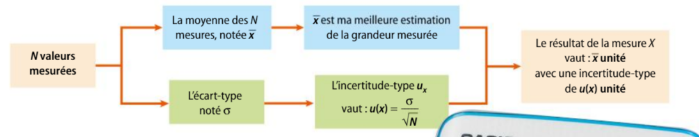 N valeurs
mesurées
La moyenne des N
mesures, notée x̅
x̅ est ma meilleure estimation
de la grandeur mesurée
L'écart-type
noté σ
L'incertitude-type uₓ
vaut : u(x) = σ/√N
Le résultat de la mesure X
vaut : x̅ unité
avec une incertitude-type
de u(x) unité